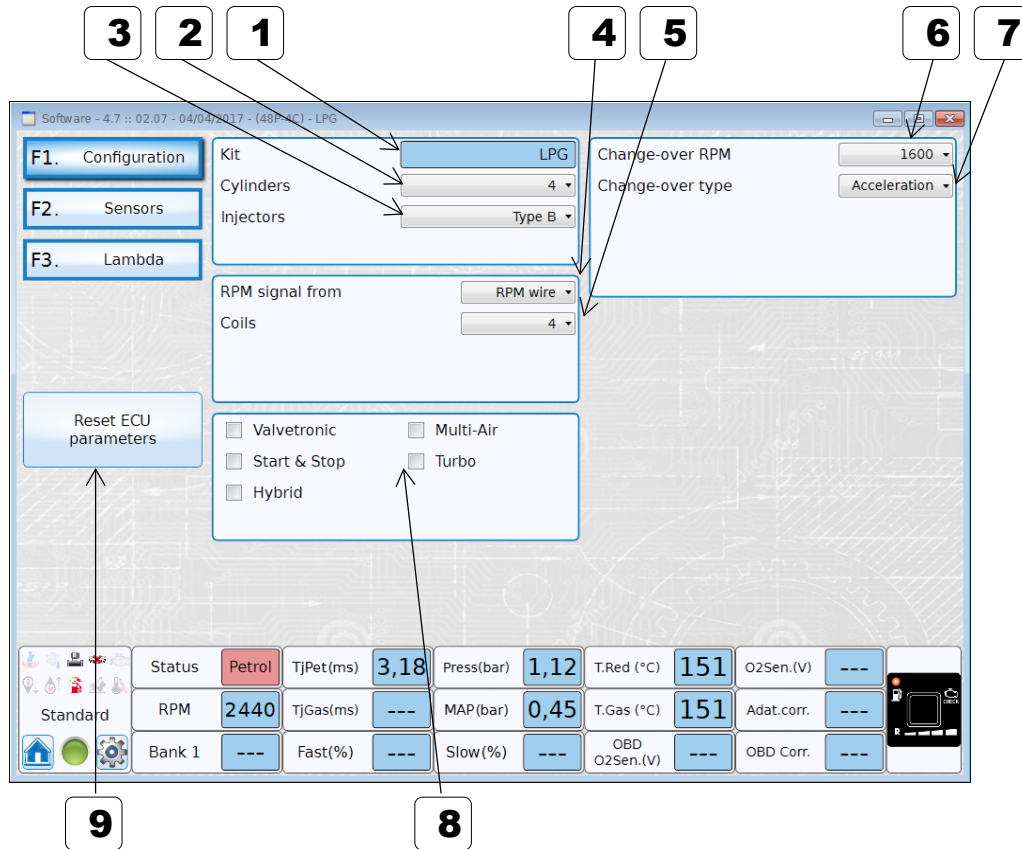 3 2 1 4 5 6 7
Software - 4.7 :: 02.07 - 04/04/2017 - (48P-4C) - LPG
F1. Configuration
F2. Sensors
F3. Lambda
Reset ECU
parameters
Kit LPG
Cylinders 4
Injectors Type B
Change-over RPM 1600
Change-over type Acceleration
RPM signal from RPM wire
Coils 4
Valvetronic Multi-Air
Start & Stop Turbo
Hybrid
Standard
Status Petrol TjPet(ms) 3,18 Press(bar) 1,12 T.Red (°C) 151 O2Sen.(V) ---
RPM 2440 TjGas(ms) --- MAP(bar) 0,45 T.Gas (°C) 151 Adat.corr. ---
Bank 1 --- Fast(%) --- Slow(%) --- OBD
O2Sen.(V) --- OBD Corr. ---
CHECK
R
9 8